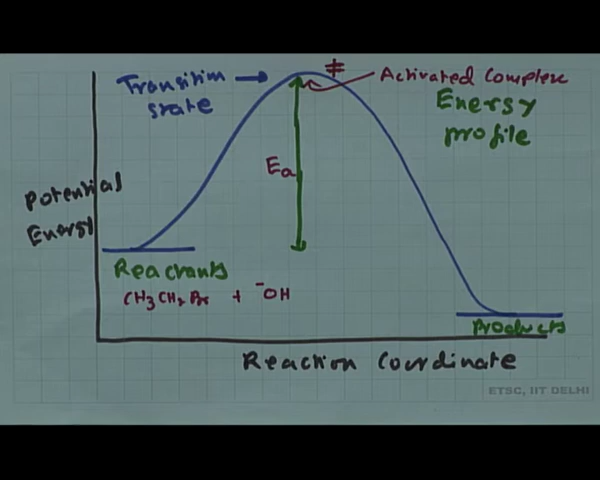 Transition
state
‡
Activated Complex
Energy
profile
Ea
Potential
Energy
Reactants
CH3CH2Br + ⁻OH
Products
Reaction Coordinate
ETSC, IIT DELHI